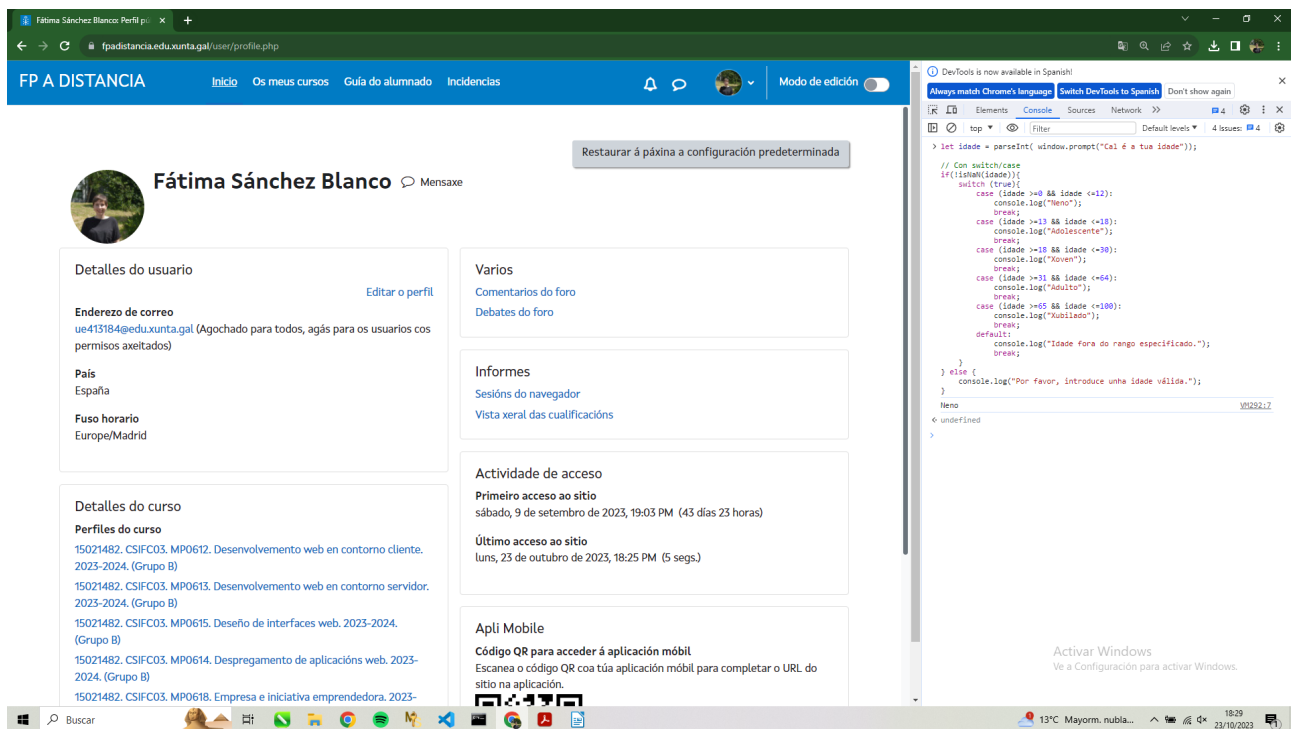 Fátima Sánchez Blanco: Perfil pú
fpadistancia.edu.xunta.gal/user/profile.php
FP A DISTANCIA
Inicio Os meus cursos Guía do alumnado Incidencias
Modo de edición
Restaurar á páxina a configuración predeterminada
Fátima Sánchez Blanco Mensaxe
Detalles do usuario
Editar o perfil
Enderezo de correo
ue413184@edu.xunta.gal (Agochado para todos, agás para os usuarios cos
permisos axeitados)
País
España
Fuso horario
Europe/Madrid
Detalles do curso
Perfiles do curso
15021482. CSIFC03. MP0612. Desenvolvemento web en contorno cliente.
2023-2024. (Grupo B)
15021482. CSIFC03. MP0613. Desenvolvemento web en contorno servidor.
2023-2024. (Grupo B)
15021482. CSIFC03. MP0615. Deseño de interfaces web. 2023-2024.
(Grupo B)
15021482. CSIFC03. MP0614. Despregamento de aplicacións web. 2023-
2024. (Grupo B)
15021482. CSIFC03. MP0618. Empresa e iniciativa emprendedora. 2023-
Varios
Comentarios do foro
Debates do foro
Informes
Sesións do navegador
Vista xeral das cualificacións
Actividade de acceso
Primeiro acceso ao sitio
sábado, 9 de setembro de 2023, 19:03 PM (43 días 23 horas)
Último acceso ao sitio
luns, 23 de outubro de 2023, 18:25 PM (5 segs.)
Apli Mobile
Código QR para acceder á aplicación móbil
Escanea o código QR coa túa aplicación móbil para completar o URL do
sitio na aplicación.
DevTools is now available in Spanish!
Always match Chrome's language Switch DevTools to Spanish Don't show again
Elements Console Sources Network 4
top Filter Default levels 4 Issues: 4
let idade = parseInt( window.prompt("Cal é a tua idade"));
// Con switch/case
if(!isNaN(idade)){
switch (true){
case (idade >=0 && idade <=12):
console.log("Neno");
break;
case (idade >=13 && idade <=18):
console.log("Adolescente");
break;
case (idade >=18 && idade <=30):
console.log("Xoven");
break;
case (idade >=31 && idade <=64):
console.log("Adulto");
break;
case (idade >=65 && idade <=100):
console.log("Xubilado");
break;
default:
console.log("Idade fora do rango especificado.");
break;
}
} else {
console.log("Por favor, introduce unha idade válida.");
}
Neno VM292:7
undefined
Activar Windows
Ve a Configuración para activar Windows.
Buscar
13°C Mayorm. nubla...
18:29
23/10/2023